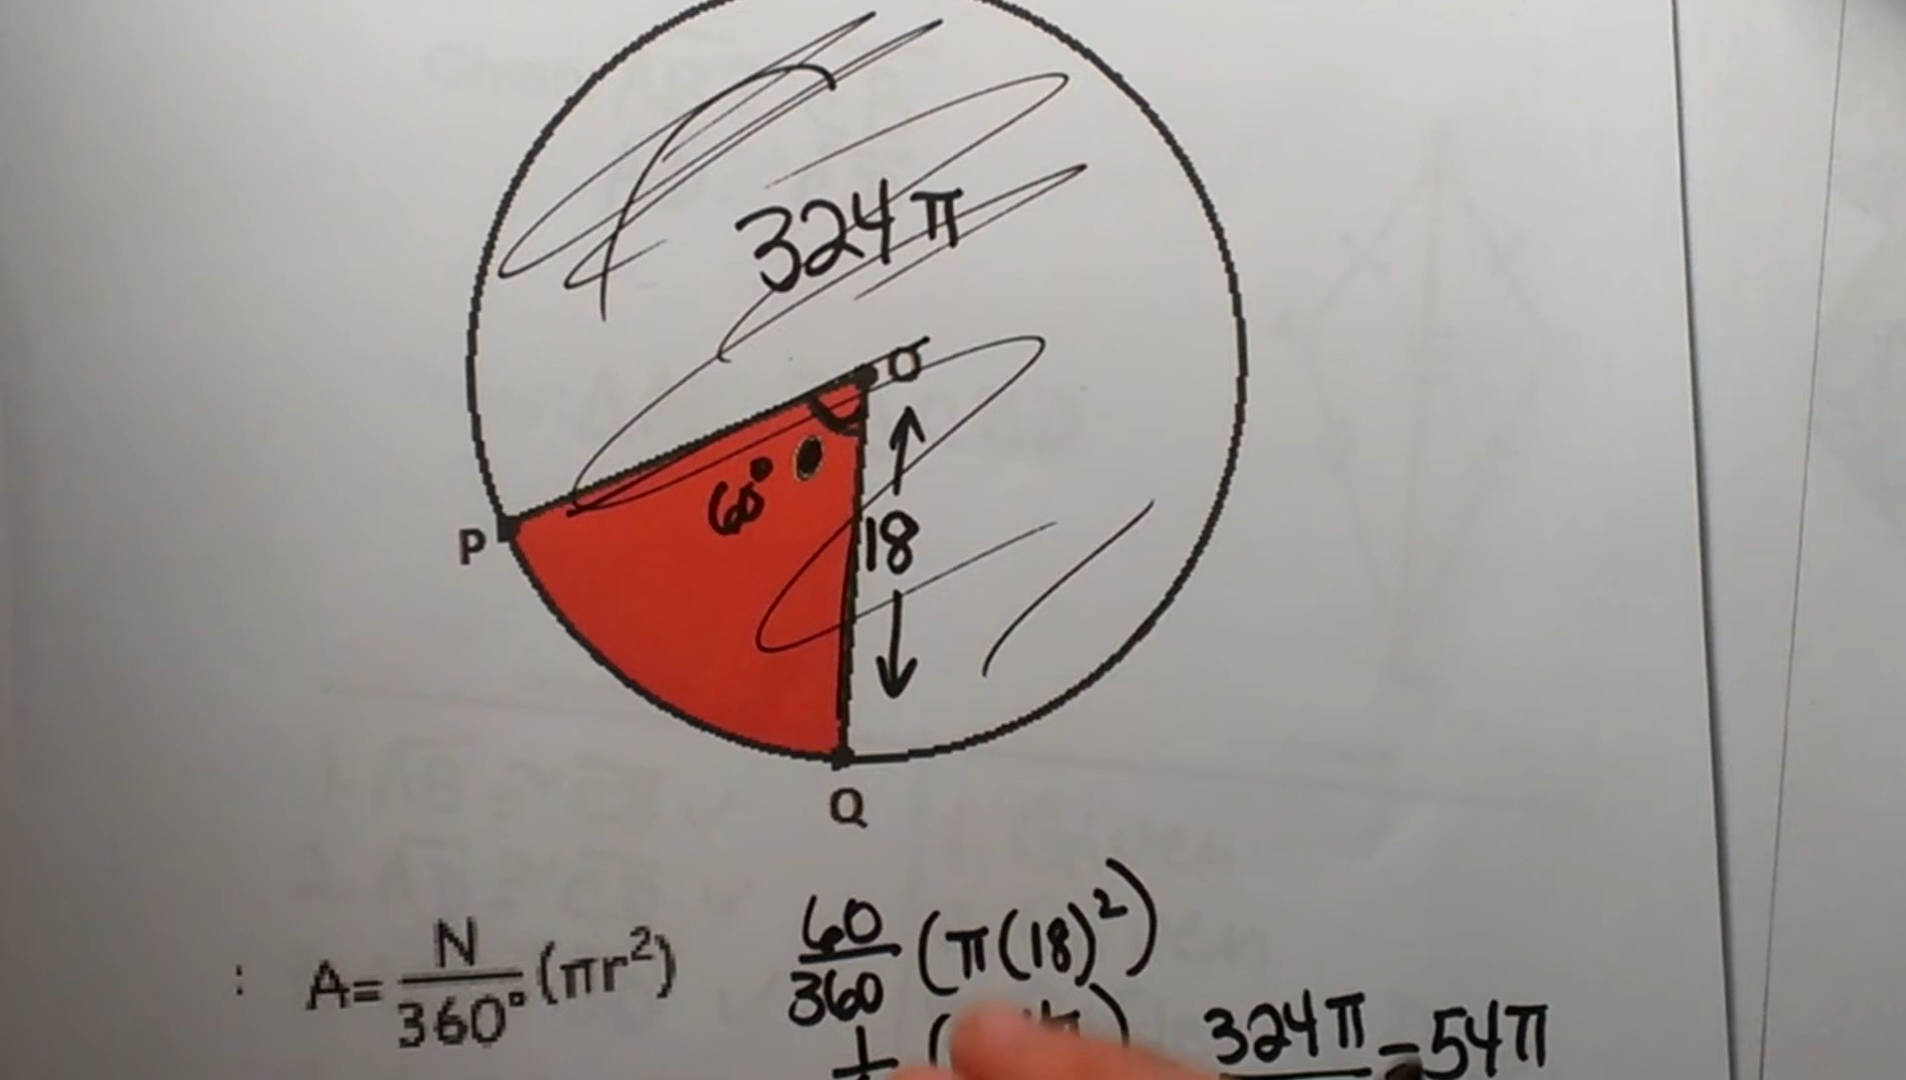 324π
O
60°
18
P
Q
: A = N/360° (πr²)
60/360 (π(18)²)
324π = 54π